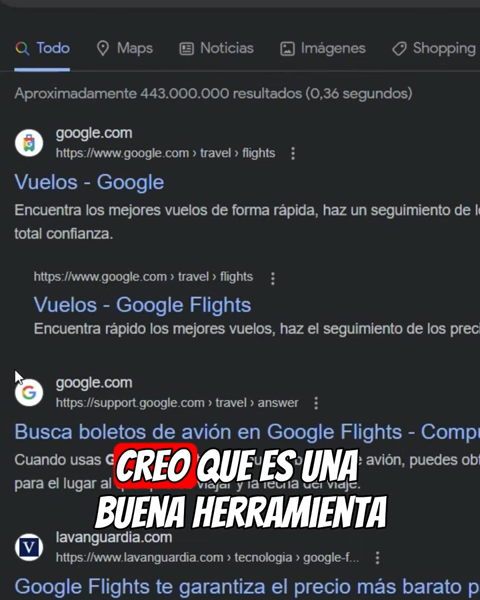 Todo Maps Noticias Imágenes Shopping
Aproximadamente 443.000.000 resultados (0,36 segundos)
google.com
https://www.google.com › travel › flights
Vuelos - Google
Encuentra los mejores vuelos de forma rápida, haz un seguimiento de
total confianza.
https://www.google.com › travel › flights
Vuelos - Google Flights
Encuentra rápido los mejores vuelos, haz el seguimiento de los
google.com
https://support.google.com › travel › answer
Busca boletos de avión en Google Flights -
Cuando usas avión, puedes
para el lugar al viajar y la fecha del viaje.
CREO QUE ES UNA
BUENA HERRAMIENTA
lavanguardia.com
https://www.lavanguardia.com › tecnologia › google-f...
Google Flights te garantiza el precio más barato